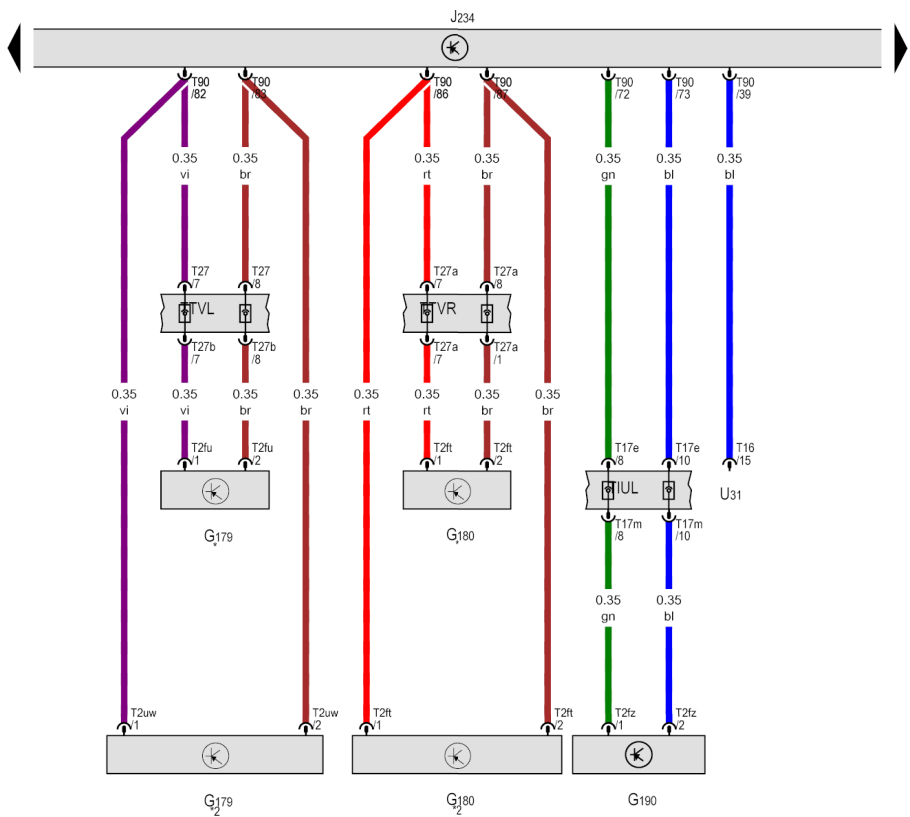 J234
T90 T90 T90 T90 T90 T90 T90
/82 /83 /86 /87 /72 /73 /39
0.35 0.35 0.35 0.35 0.35 0.35 0.35
vi br rt br gn bl bl
T27 T27 T27a T27a
/7 /8 /7 /8
TTVL TTVR
T27b T27b T27a T27a
/7 /8 /7 /1
0.35 0.35 0.35 0.35 0.35 0.35 0.35 0.35
vi vi br br rt rt br br
T2fu T2fu T2ft T2ft T17e T17e T16
/1 /2 /1 /2 /8 /10 /15
TIUL U31
G179 G180
* *
T17m T17m
/8 /10
0.35 0.35
gn bl
T2uw T2uw T2ft T2ft T2fz T2fz
/1 /2 /1 /2 /1 /2
G179 G180 G190
*2 *2